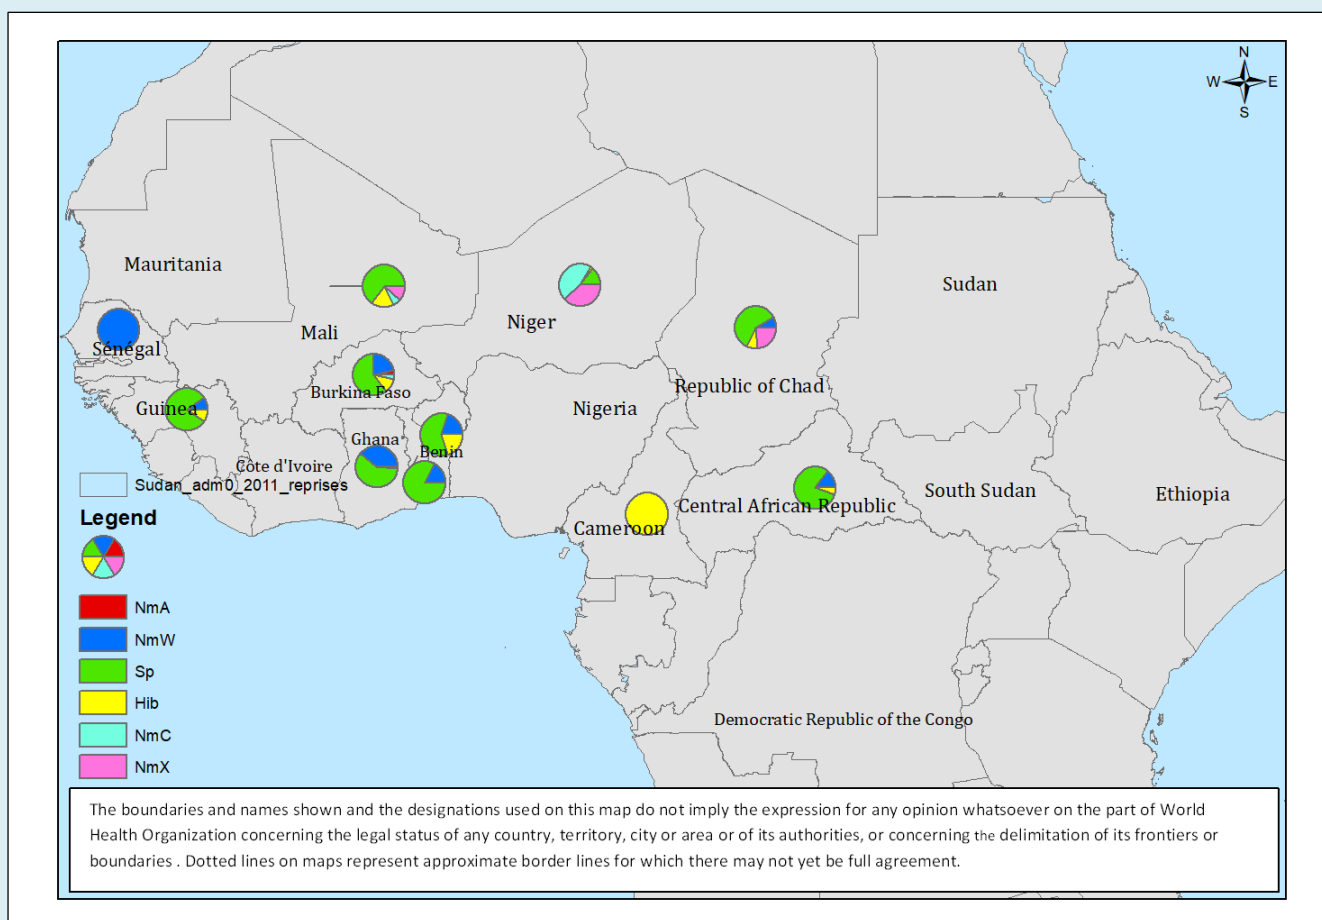 N
W E
S
Mauritania
Sudan
Mali
Niger
Sénégal
Republic of Chad
Burkina Faso
Guinea
Nigeria
Ghana
Benin
Côte d'Ivoire
Sudan_adm0_2011_reprises
South Sudan
Ethiopia
Central African Republic
Cameroon
Legend
NmA
NmW
Sp
Hib
NmC
NmX
Democratic Republic of the Congo
The boundaries and names shown and the designations used on this map do not imply the expression for any opinion whatsoever on the part of World
Health Organization concerning the legal status of any country, territory, city or area or of its authorities, or concerning the delimitation of its frontiers or
boundaries . Dotted lines on maps represent approximate border lines for which there may not yet be full agreement.